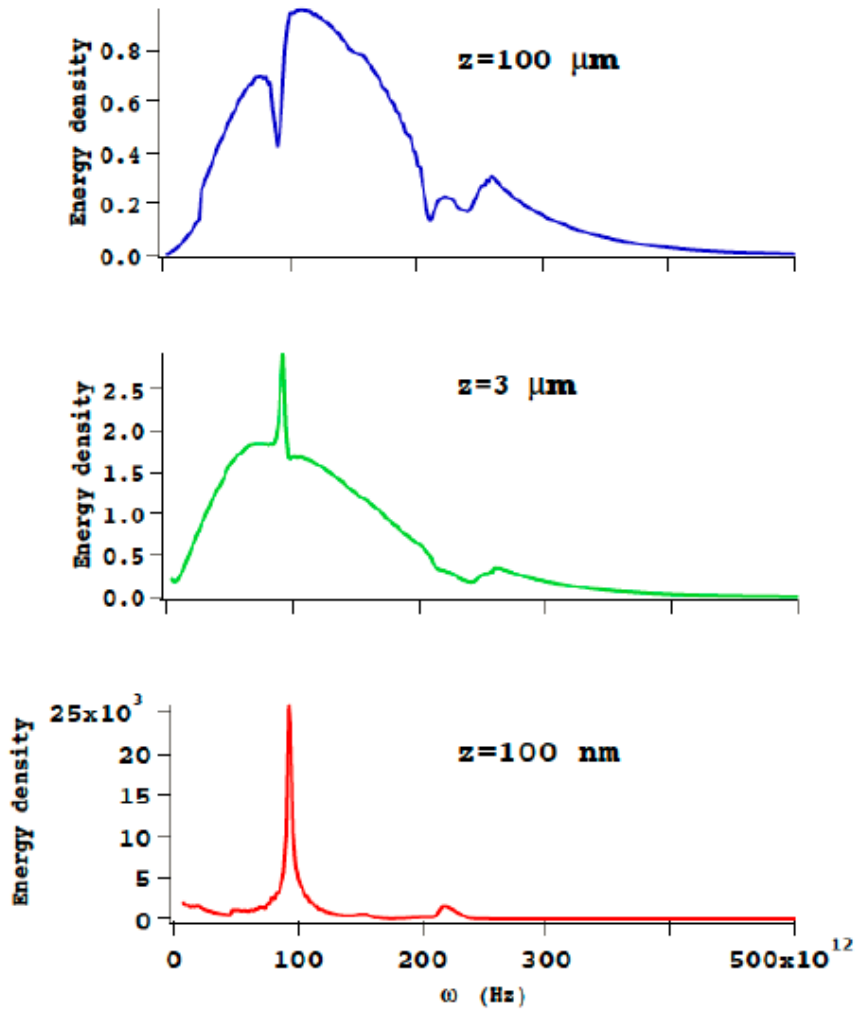 Energy density
0.8
0.6
0.4
0.2
0.0
z=100 μm
Energy density
2.5
2.0
1.5
1.0
0.5
0.0
z=3 μm
Energy density
25x10³
20
15
10
5
0
z=100 nm
0 100 200 300 500x10¹²
ω (Hz)